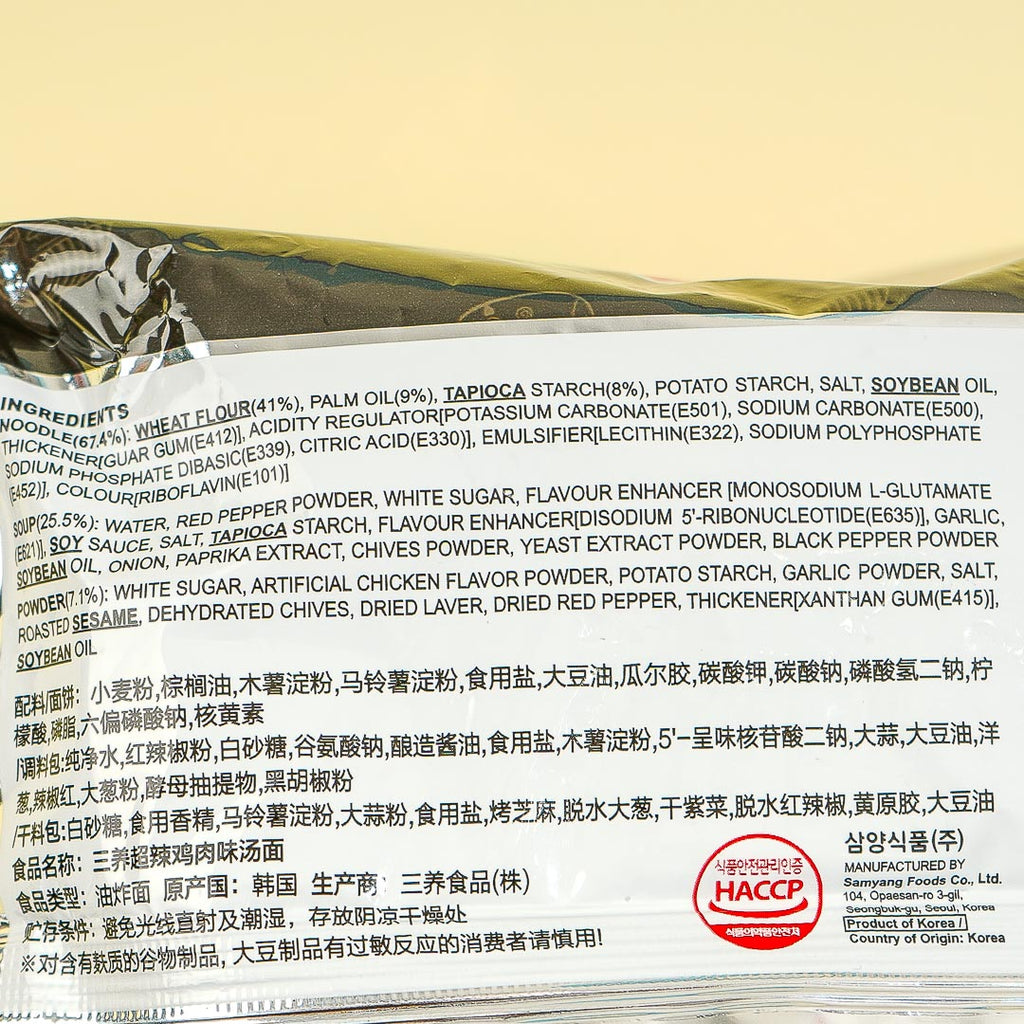 INGREDIENTS
NOODLE(67.4%): WHEAT FLOUR(41%), PALM OIL(9%), TAPIOCA STARCH(8%), POTATO STARCH, SALT, SOYBEAN OIL,
THICKENER[GUAR GUM(E412)], ACIDITY REGULATOR[POTASSIUM CARBONATE(E501), SODIUM CARBONATE(E500),
SODIUM PHOSPHATE DIBASIC(E339), CITRIC ACID(E330)], EMULSIFIER[LECITHIN(E322), SODIUM POLYPHOSPHATE
(E452)], COLOUR[RIBOFLAVIN(E101)]
SOUP(25.5%): WATER, RED PEPPER POWDER, WHITE SUGAR, FLAVOUR ENHANCER [MONOSODIUM L-GLUTAMATE
(E621)], SOY SAUCE, SALT, TAPIOCA STARCH, FLAVOUR ENHANCER[DISODIUM 5'-RIBONUCLEOTIDE(E635)], GARLIC,
SOYBEAN OIL, ONION, PAPRIKA EXTRACT, CHIVES POWDER, YEAST EXTRACT POWDER, BLACK PEPPER POWDER
POWDER(7.1%): WHITE SUGAR, ARTIFICIAL CHICKEN FLAVOR POWDER, POTATO STARCH, GARLIC POWDER, SALT,
ROASTED SESAME, DEHYDRATED CHIVES, DRIED LAVER, DRIED RED PEPPER, THICKENER[XANTHAN GUM(E415)],
SOYBEAN OIL
配料/面饼: 小麦粉,棕榈油,木薯淀粉,马铃薯淀粉,食用盐,大豆油,瓜尔胶,碳酸钾,碳酸钠,磷酸氢二钠,柠
檬酸,磷脂,六偏磷酸钠,核黄素
/调料包:纯净水,红辣椒粉,白砂糖,谷氨酸钠,酿造酱油,食用盐,木薯淀粉,5'-呈味核苷酸二钠,大蒜,大豆油,洋
葱,辣椒红,大葱粉,酵母抽提物,黑胡椒粉
/干料包:白砂糖,食用香精,马铃薯淀粉,大蒜粉,食用盐,烤芝麻,脱水大葱,干紫菜,脱水红辣椒,黄原胶,大豆油
食品名称: 三养超辣鸡肉味汤面
食品类型: 油炸面 原产国: 韩国 生产商: 三养食品(株)
贮存条件: 避免光线直射及潮湿，存放阴凉干燥处
※对含有麸质的谷物制品, 大豆制品有过敏反应的消费者请慎用!
식품안전관리인증
HACCP
식품의약품안전처
삼양식품(주)
MANUFACTURED BY
Samyang Foods Co., Ltd.
104, Opaesan-ro 3-gil,
Seongbuk-gu, Seoul, Korea
Product of Korea /
Country of Origin: Korea